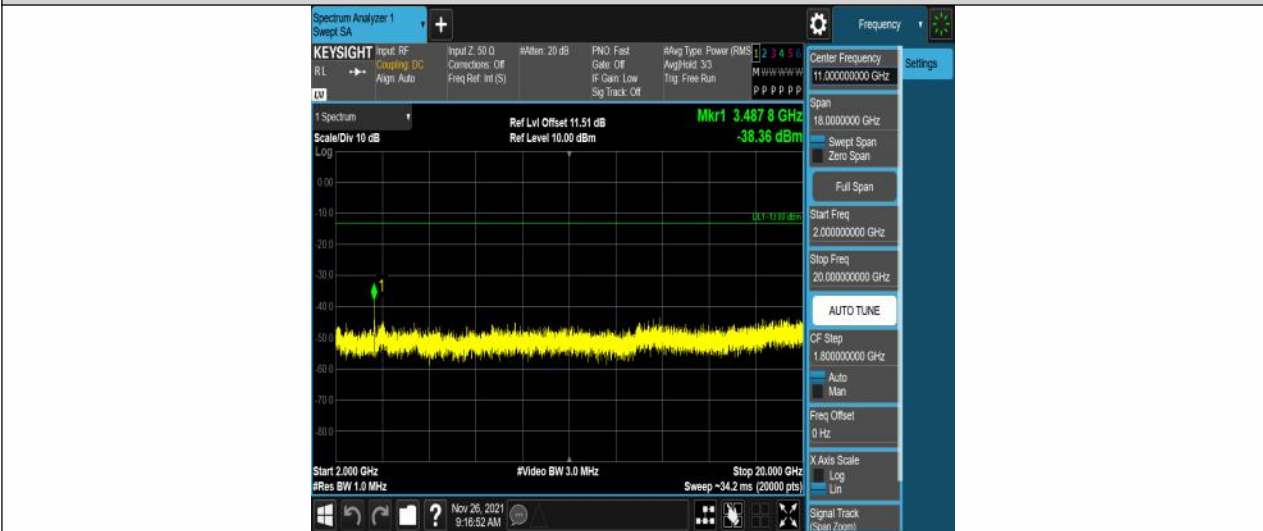 Spectrum Analyzer 1
Swept SA
+
Frequency
KEYSIGHT
RL
LV
Input: RF
Coupling: DC
Align: Auto
Input Z: 50 Ω
Corrections: Off
Freq Ref: Int (S)
#Atten: 20 dB
PNO: Fast
Gate: Off
IF Gain: Low
Sig Track: Off
#Avg Type: Power (RMS
Avg|Hold: 3/3
Trig: Free Run
1 2 3 4 5 6
M W W W W W
P P P P P P
1 Spectrum
Scale/Div 10 dB
Log
Ref Lvl Offset 11.51 dB
Ref Level 10.00 dBm
Mkr1 3.487 8 GHz
-38.36 dBm
0.00
-10.0
DL1 -13.00 dBm
-20.0
-30.0
1
-40.0
-50.0
-60.0
-70.0
-80.0
Start 2.000 GHz
#Res BW 1.0 MHz
#Video BW 3.0 MHz
Stop 20.000 GHz
Sweep ~34.2 ms (20000 pts)
Center Frequency
11.000000000 GHz
Settings
Span
18.0000000 GHz
Swept Span
Zero Span
Full Span
Start Freq
2.000000000 GHz
Stop Freq
20.000000000 GHz
AUTO TUNE
CF Step
1.800000000 GHz
Auto
Man
Freq Offset
0 Hz
X Axis Scale
Log
Lin
Signal Track
(Span Zoom)
?
Nov 26, 2021
9:16:52 AM